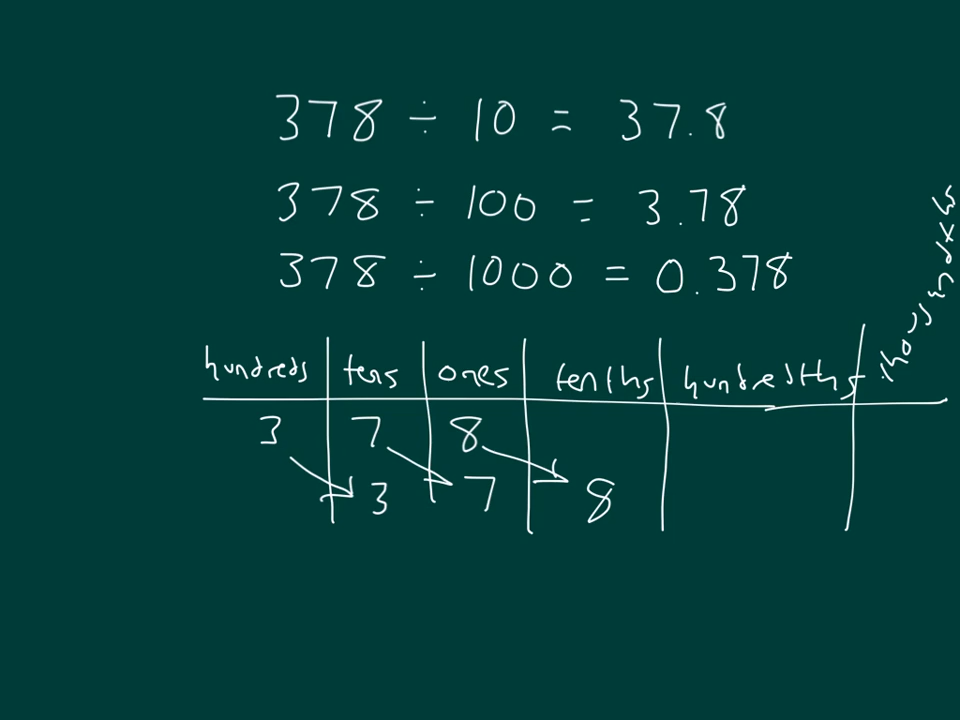 378 ÷ 10 = 37.8
378 ÷ 100 = 3.78
378 ÷ 1000 = 0.378
hundreds tens ones tenths hundredths thousandths
3 7 8
3 7 8